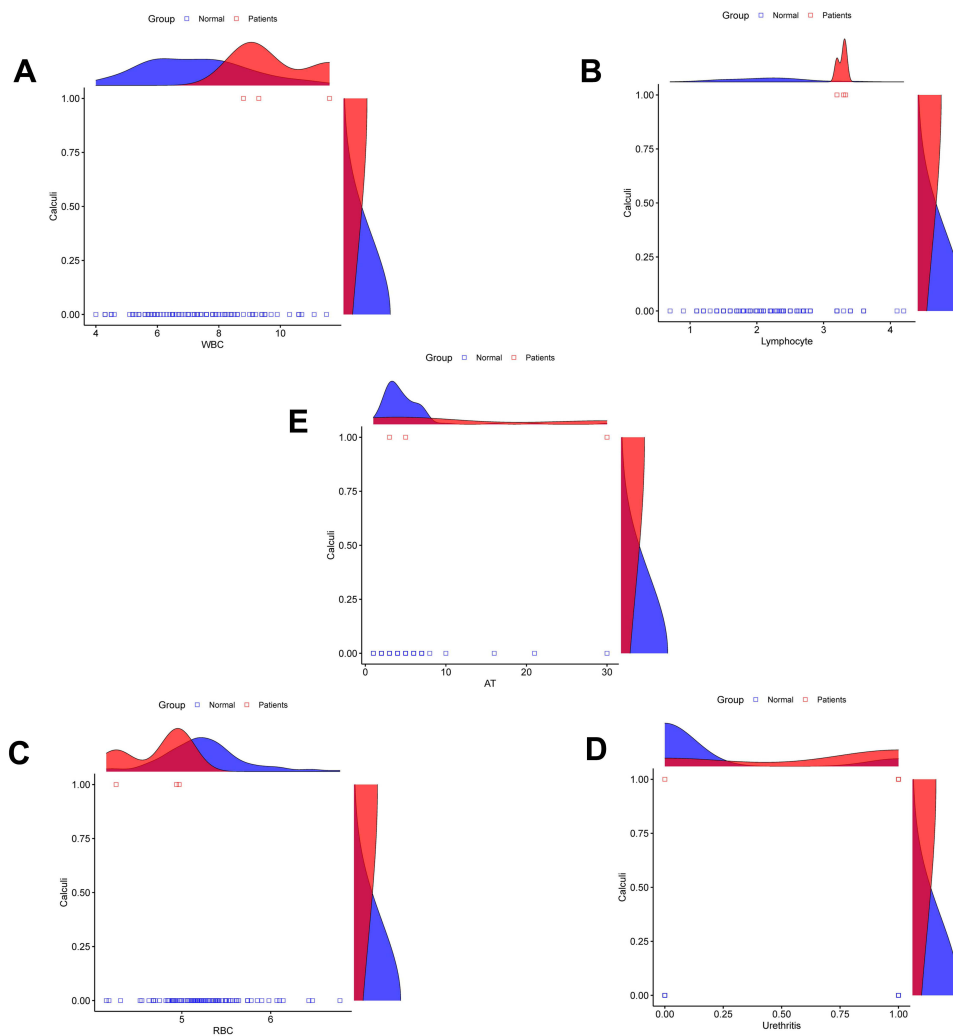 Group Normal Patients
A
1.00
0.75
Calculi
0.50
0.25
0.00
4 6 8 10
WBC
Group Normal Patients
B
1.00
0.75
Calculi
0.50
0.25
0.00
1 2 3 4
Lymphocyte
Group Normal Patients
E
1.00
0.75
Calculi
0.50
0.25
0.00
0 10 20 30
AT
Group Normal Patients
C
1.00
0.75
Calculi
0.50
0.25
0.00
5 6
RBC
Group Normal Patients
D
1.00
0.75
Calculi
0.50
0.25
0.00
0.00 0.25 0.50 0.75 1.00
Urethritis